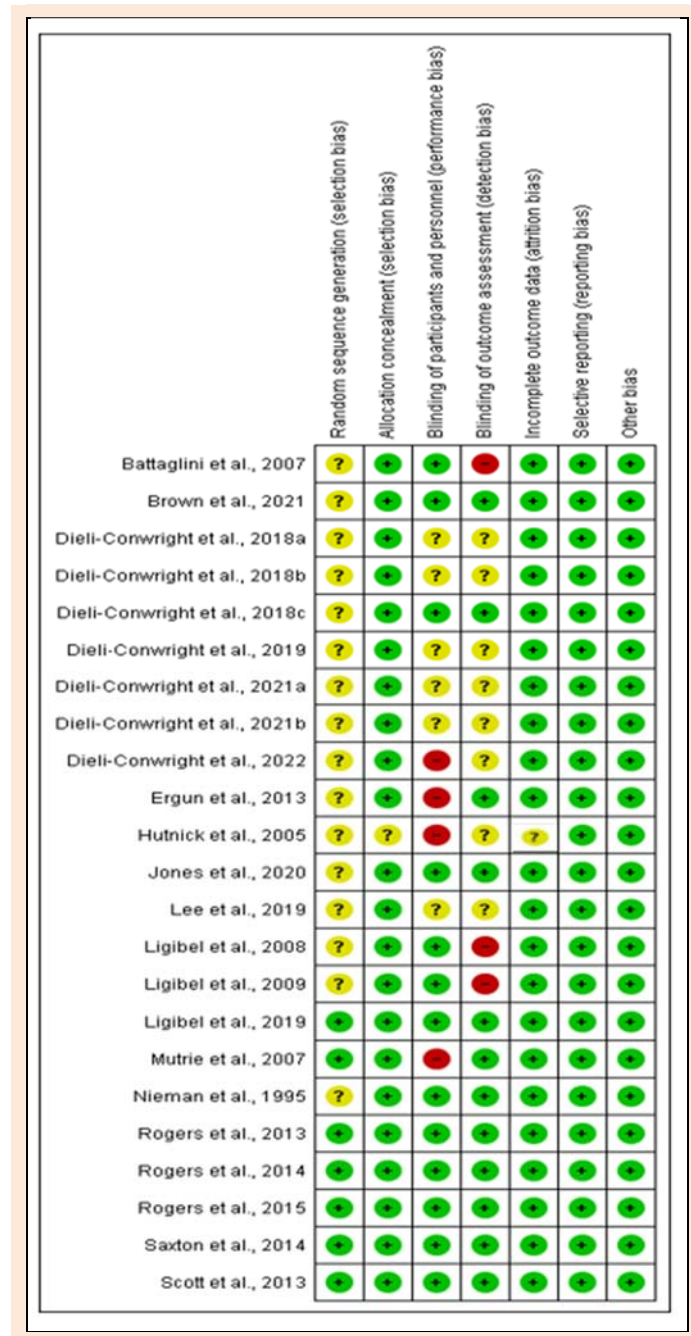 Random sequence generation (selection bias)
Allocation concealment (selection bias)
Blinding of participants and personnel (performance bias)
Blinding of outcome assessment (detection bias)
Incomplete outcome data (attrition bias)
Selective reporting (reporting bias)
Other bias
Battaglini et al., 2007 ? + + - + + +
Brown et al., 2021 ? + + + + + +
Dieli-Conwright et al., 2018a ? + ? ? + + +
Dieli-Conwright et al., 2018b ? + ? ? + + +
Dieli-Conwright et al., 2018c ? + + + + + +
Dieli-Conwright et al., 2019 ? + ? ? + + +
Dieli-Conwright et al., 2021a ? + ? ? + + +
Dieli-Conwright et al., 2021b ? + ? ? + + +
Dieli-Conwright et al., 2022 ? + - ? + + +
Ergun et al., 2013 ? + - + + + +
Hutnick et al., 2005 ? ? - ? ? + +
Jones et al., 2020 ? + + + + + +
Lee et al., 2019 ? + ? ? + + +
Ligibel et al., 2008 ? + + - + + +
Ligibel et al., 2009 ? + + - + + +
Ligibel et al., 2019 + + + + + + +
Mutrie et al., 2007 + + - + + + +
Nieman et al., 1995 ? + + + + + +
Rogers et al., 2013 + + + + + + +
Rogers et al., 2014 + + + + + + +
Rogers et al., 2015 + + + + + + +
Saxton et al., 2014 + + + + + + +
Scott et al., 2013 + + + + + + +